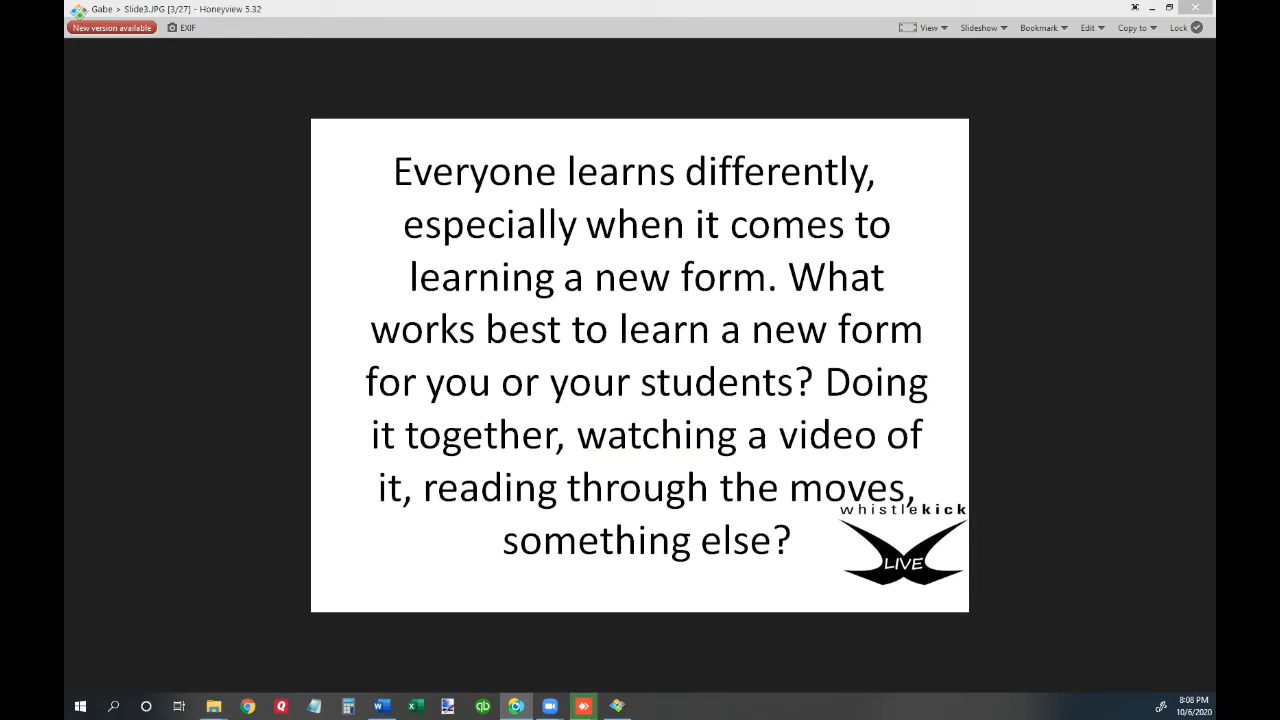 Gabe > Slide3.JPG [3/27] - Honeyview 5.32
New version available EXIF View Slideshow Bookmark Edit Copy to Lock
Everyone learns differently,
especially when it comes to
learning a new form. What
works best to learn a new form
for you or your students? Doing
it together, watching a video of
it, reading through the moves,
something else?
whistlekick
LIVE
8:08 PM
10/6/2020